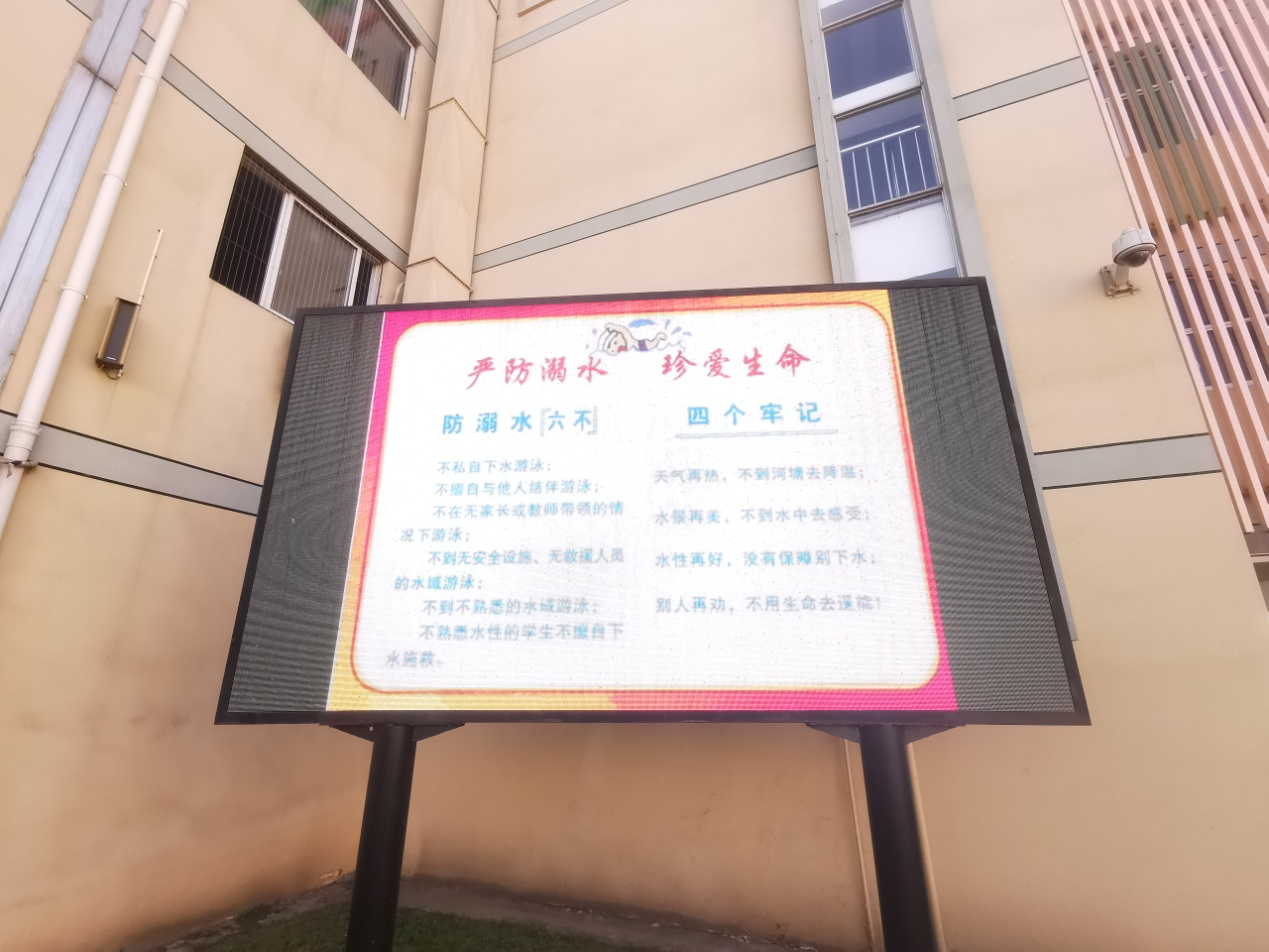 严防溺水 珍爱生命
防溺水『六不』
不私自下水游泳；
不擅自与他人结伴游泳；
不在无家长或教师带领的情
况下游泳；
不到无安全设施、无救援人员
的水域游泳；
不到不熟悉的水域游泳；
不熟悉水性的学生不擅自下
水施救。
四个牢记
天气再热，不到河塘去降温；
水景再美，不到水中去感受；
水性再好，没有保障别下水；
别人再劝，不用生命去逞能！